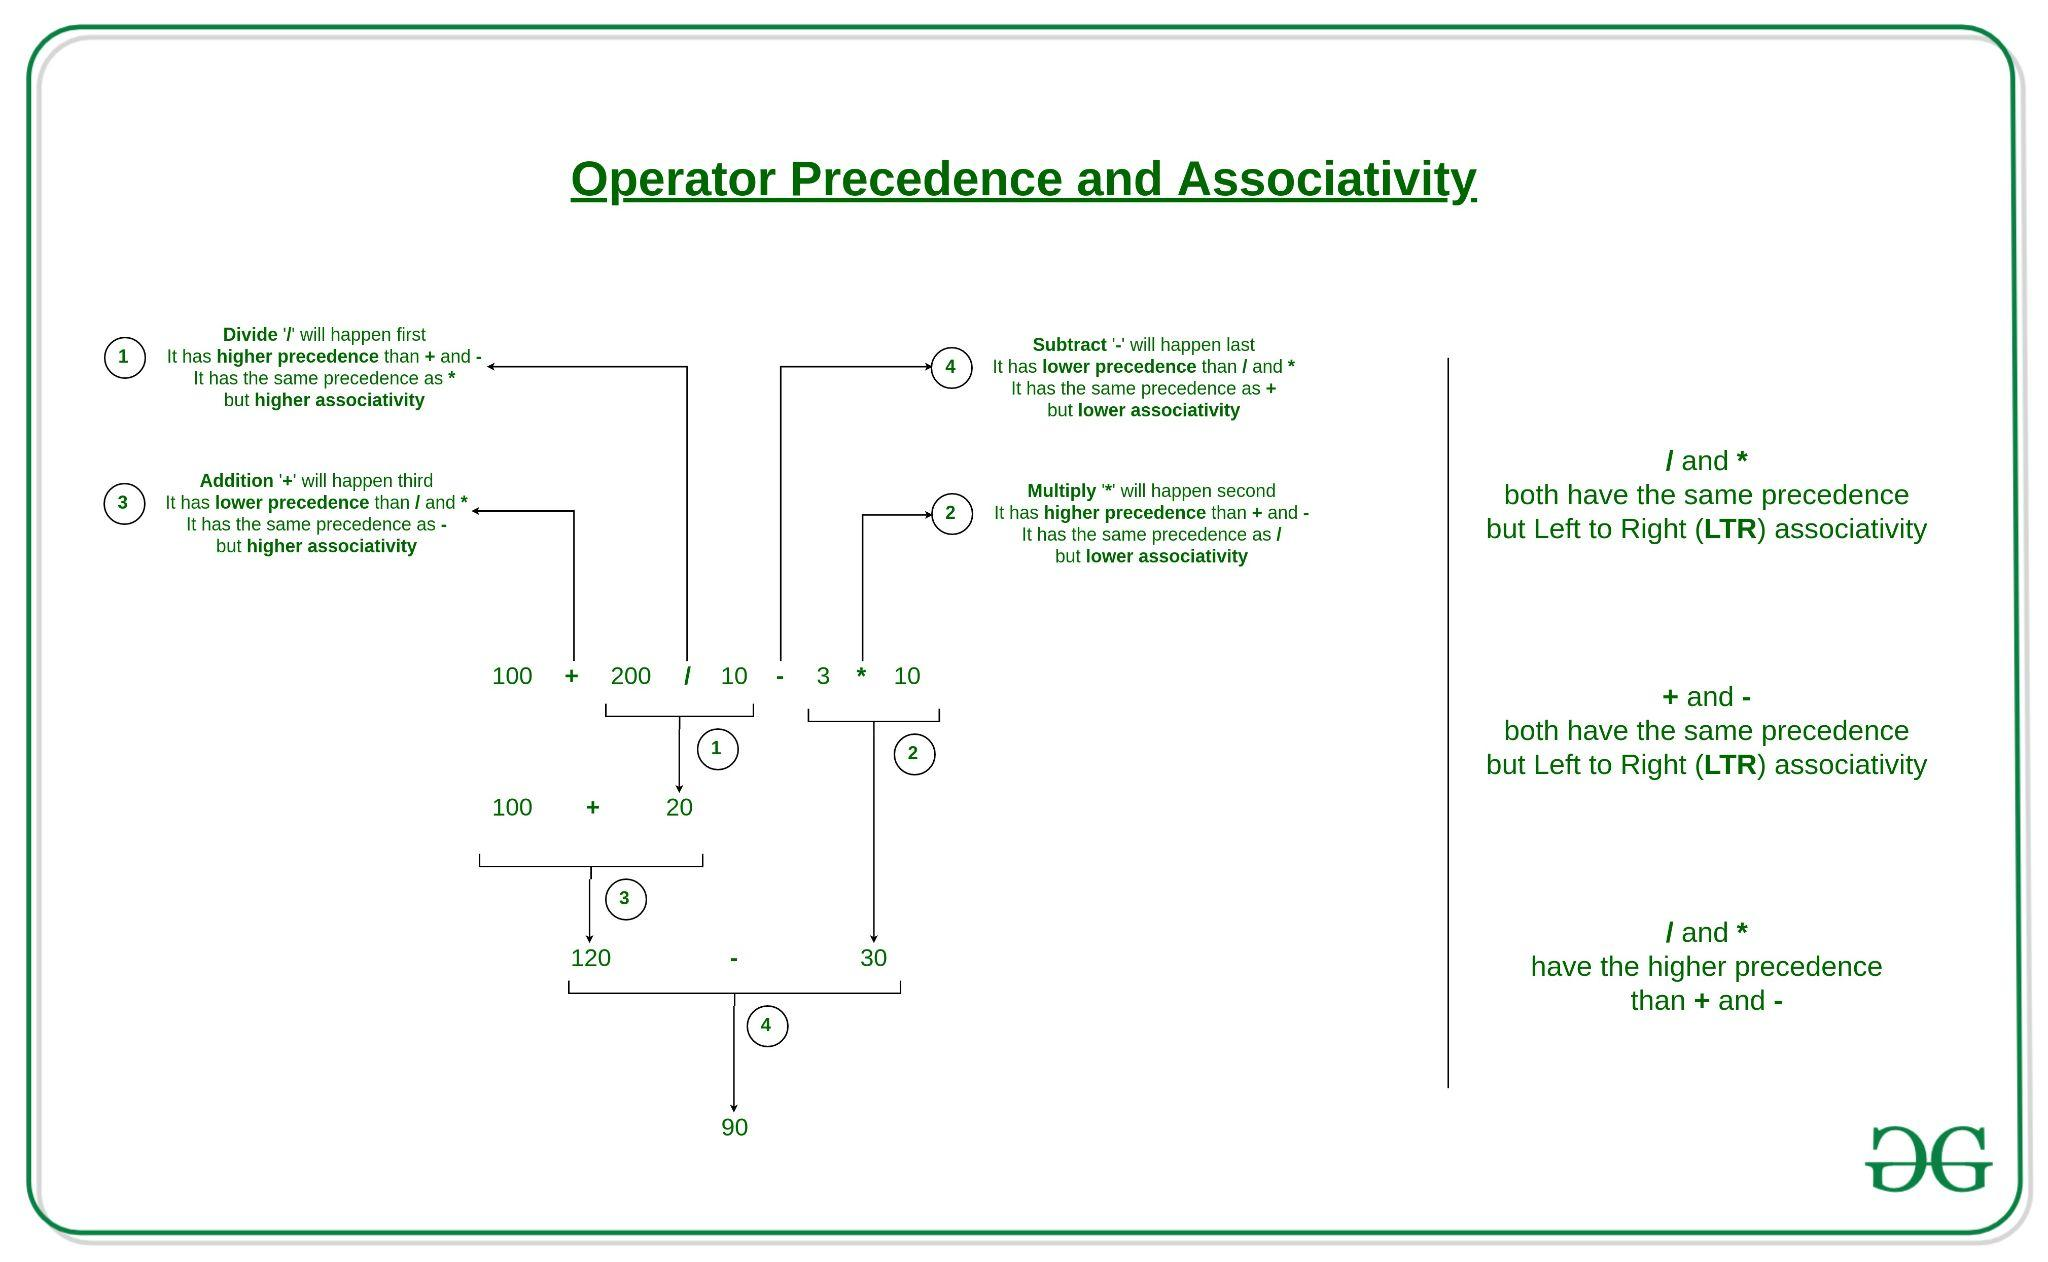 Operator Precedence and Associativity
1
Divide '/' will happen first
It has higher precedence than + and -
It has the same precedence as *
but higher associativity
4
Subtract '-' will happen last
It has lower precedence than / and *
It has the same precedence as +
but lower associativity
3
Addition '+' will happen third
It has lower precedence than / and *
It has the same precedence as -
but higher associativity
2
Multiply '*' will happen second
It has higher precedence than + and -
It has the same precedence as /
but lower associativity
100 + 200 / 10 - 3 * 10
1
2
100 + 20
3
120 - 30
4
90
/ and *
both have the same precedence
but Left to Right (LTR) associativity
+ and -
both have the same precedence
but Left to Right (LTR) associativity
/ and *
have the higher precedence
than + and -